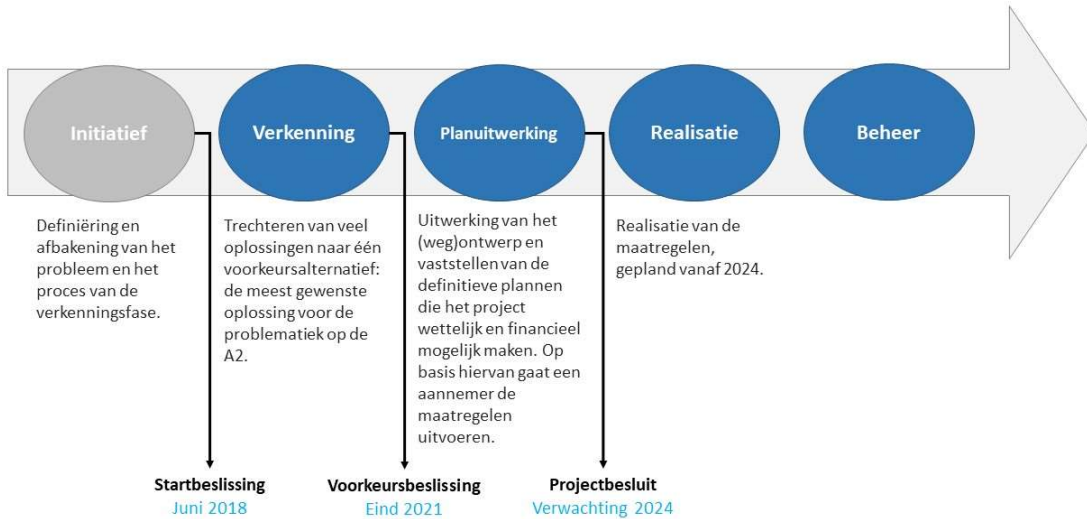 Initiatief
Verkenning
Planuitwerking
Realisatie
Beheer
Definiëring en
afbakening van het
probleem en het
proces van de
verkenningsfase.
Trechteren van veel
oplossingen naar één
voorkeursalternatief:
de meest gewenste
oplossing voor de
problematiek op de
A2.
Uitwerking van het
(weg)ontwerp en
vaststellen van de
definitieve plannen
die het project
wettelijk en financieel
mogelijk maken. Op
basis hiervan gaat een
aannemer de
maatregelen
uitvoeren.
Realisatie van de
maatregelen,
gepland vanaf 2024.
Startbeslissing
Juni 2018
Voorkeursbeslissing
Eind 2021
Projectbesluit
Verwachting 2024